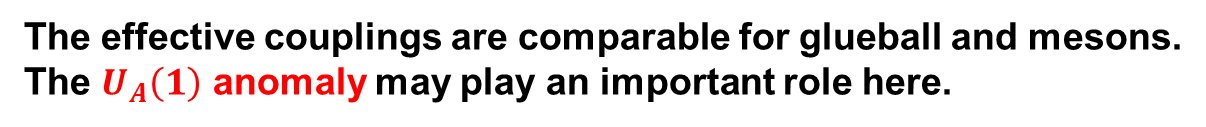 The effective couplings are comparable for glueball and mesons.
The U_A(1) anomaly may play an important role here.